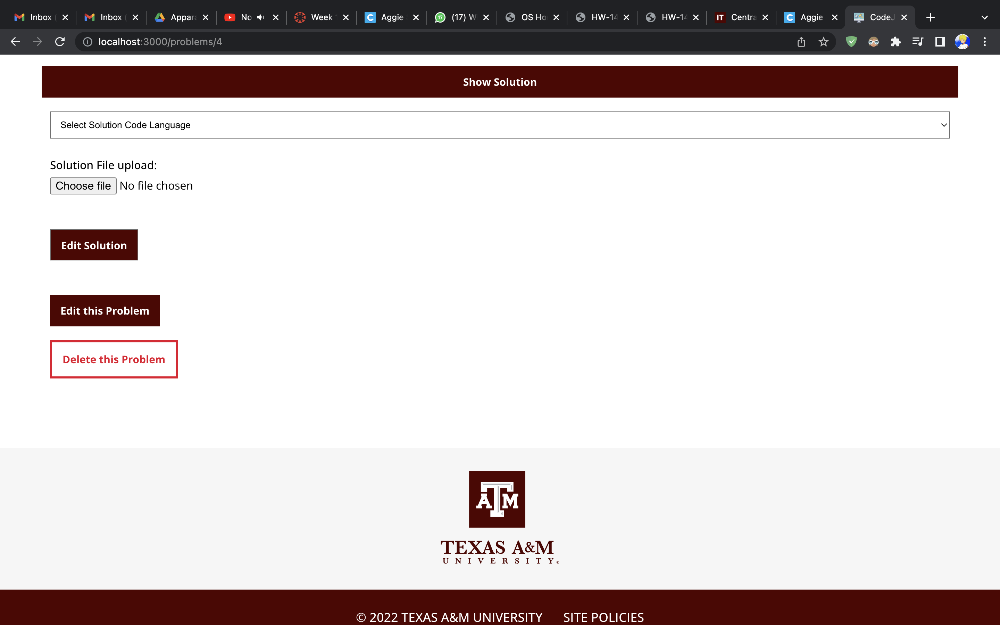 Inbox Inbox Appara No Week Aggie (17) W OS Ho HW-14 HW-14 IT Centra Aggie CodeJ
localhost:3000/problems/4
Show Solution
Select Solution Code Language
Solution File upload:
Choose file No file chosen
Edit Solution
Edit this Problem
Delete this Problem
ATM
TEXAS A&M
UNIVERSITY®
© 2022 TEXAS A&M UNIVERSITY SITE POLICIES